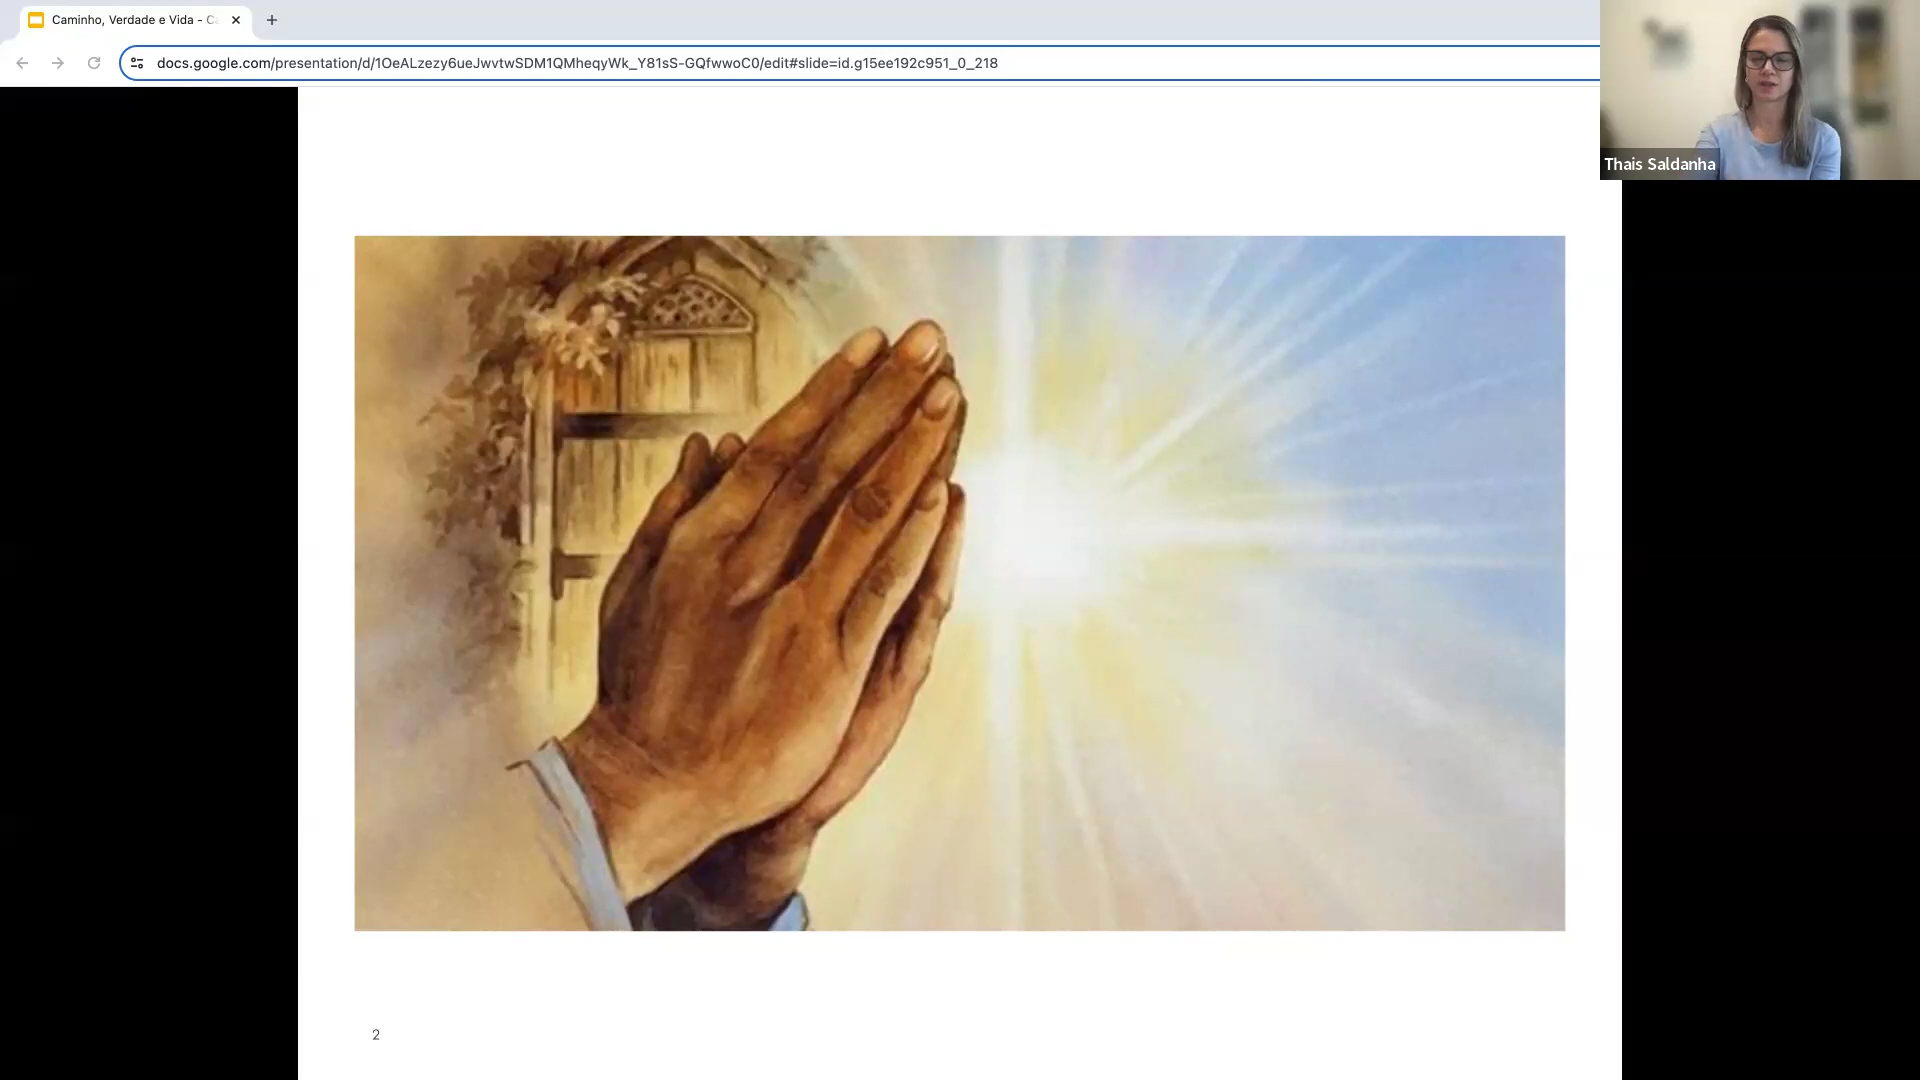 Caminho, Verdade e Vida - C
docs.google.com/presentation/d/1OeALzezy6ueJwvtwSDM1QMheqyWk_Y81sS-GQfwwoC0/edit#slide=id.g15ee192c951_0_218
Thais Saldanha
2